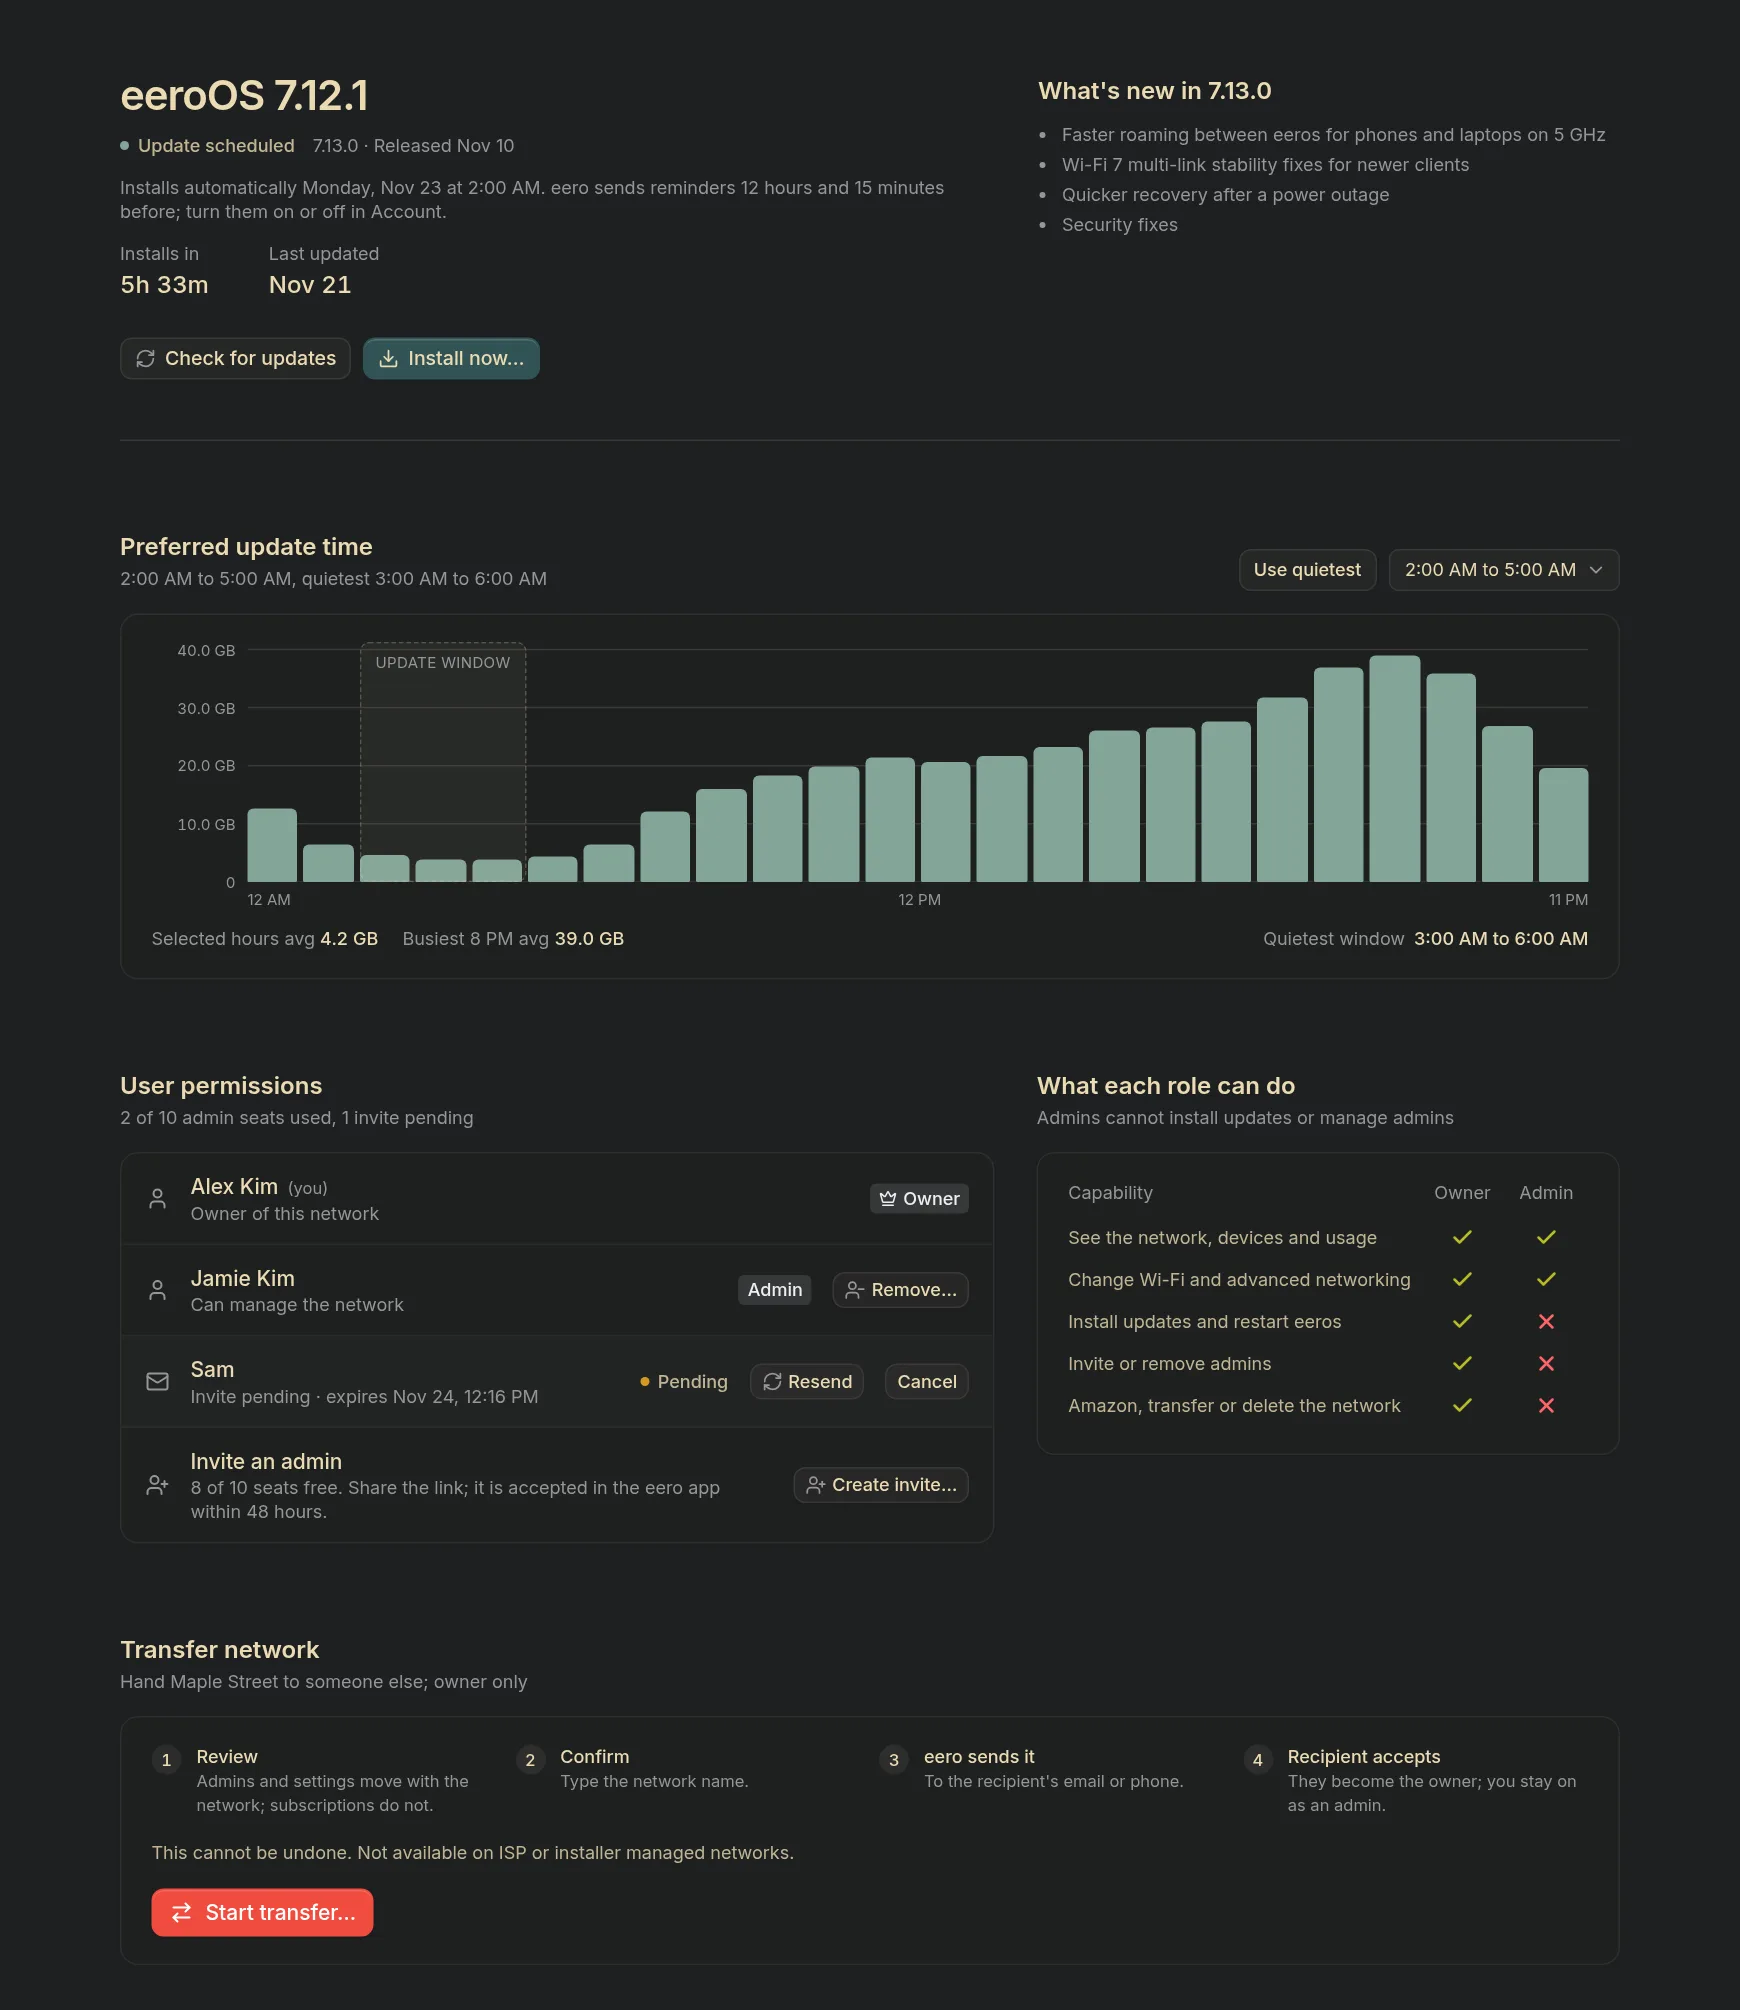 eeroOS 7.12.1
Update scheduled 7.13.0 · Released Nov 10
Installs automatically Monday, Nov 23 at 2:00 AM. eero sends reminders 12 hours and 15 minutes
before; turn them on or off in Account.
Installs in Last updated
5h 33m Nov 21
Check for updates Install now...
What's new in 7.13.0
• Faster roaming between eeros for phones and laptops on 5 GHz
• Wi-Fi 7 multi-link stability fixes for newer clients
• Quicker recovery after a power outage
• Security fixes
Preferred update time
2:00 AM to 5:00 AM, quietest 3:00 AM to 6:00 AM
Use quietest 2:00 AM to 5:00 AM
40.0 GB
UPDATE WINDOW
30.0 GB
20.0 GB
10.0 GB
0
12 AM 12 PM 11 PM
Selected hours avg 4.2 GB Busiest 8 PM avg 39.0 GB Quietest window 3:00 AM to 6:00 AM
User permissions
2 of 10 admin seats used, 1 invite pending
Alex Kim (you)
Owner of this network
Owner
Jamie Kim
Can manage the network
Admin Remove...
Sam
Invite pending · expires Nov 24, 12:16 PM
Pending Resend Cancel
Invite an admin
8 of 10 seats free. Share the link; it is accepted in the eero app
within 48 hours.
Create invite...
What each role can do
Admins cannot install updates or manage admins
Capability Owner Admin
See the network, devices and usage
Change Wi-Fi and advanced networking
Install updates and restart eeros
Invite or remove admins
Amazon, transfer or delete the network
Transfer network
Hand Maple Street to someone else; owner only
1 Review
Admins and settings move with the
network; subscriptions do not.
2 Confirm
Type the network name.
3 eero sends it
To the recipient's email or phone.
4 Recipient accepts
They become the owner; you stay on
as an admin.
This cannot be undone. Not available on ISP or installer managed networks.
Start transfer...